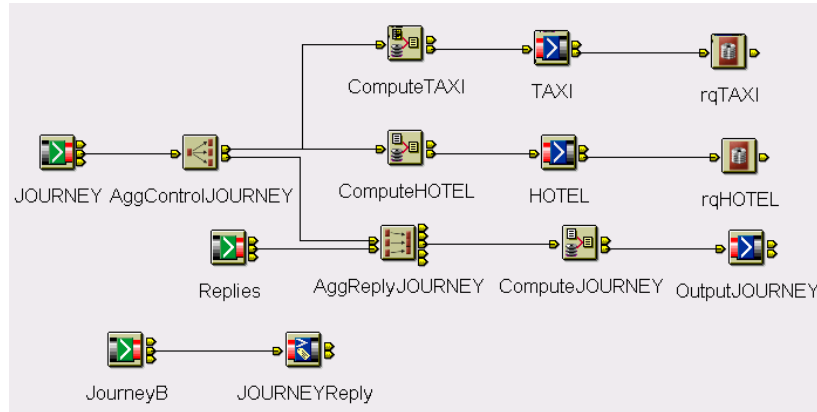 ComputeTAXI
TAXI
rqTAXI
JOURNEY
AggControlJOURNEY
ComputeHOTEL
HOTEL
rqHOTEL
Replies
AggReplyJOURNEY
ComputeJOURNEY
OutputJOURNEY
JourneyB
JOURNEYReply